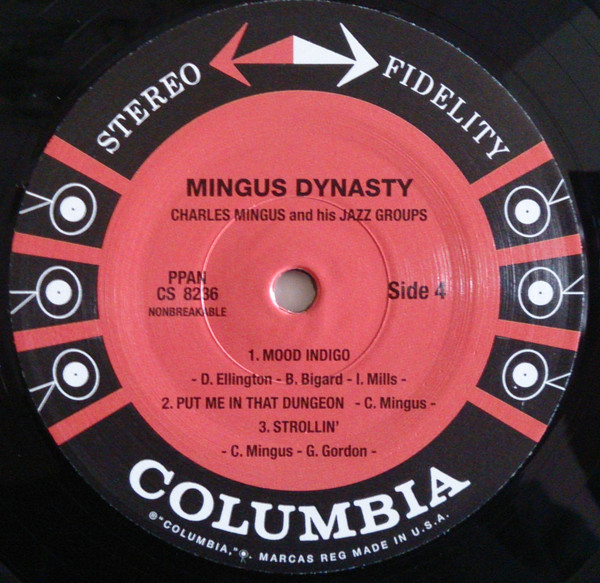 STEREO FIDELITY
MINGUS DYNASTY
CHARLES MINGUS and his JAZZ GROUPS
PPAN
CS 8236
NONBREAKABLE
Side 4
1. MOOD INDIGO
- D. Ellington - B. Bigard - I. Mills -
2. PUT ME IN THAT DUNGEON - C. Mingus -
3. STROLLIN'
- C. Mingus - G. Gordon -
COLUMBIA
®"COLUMBIA," . MARCAS REG MADE IN U.S.A.